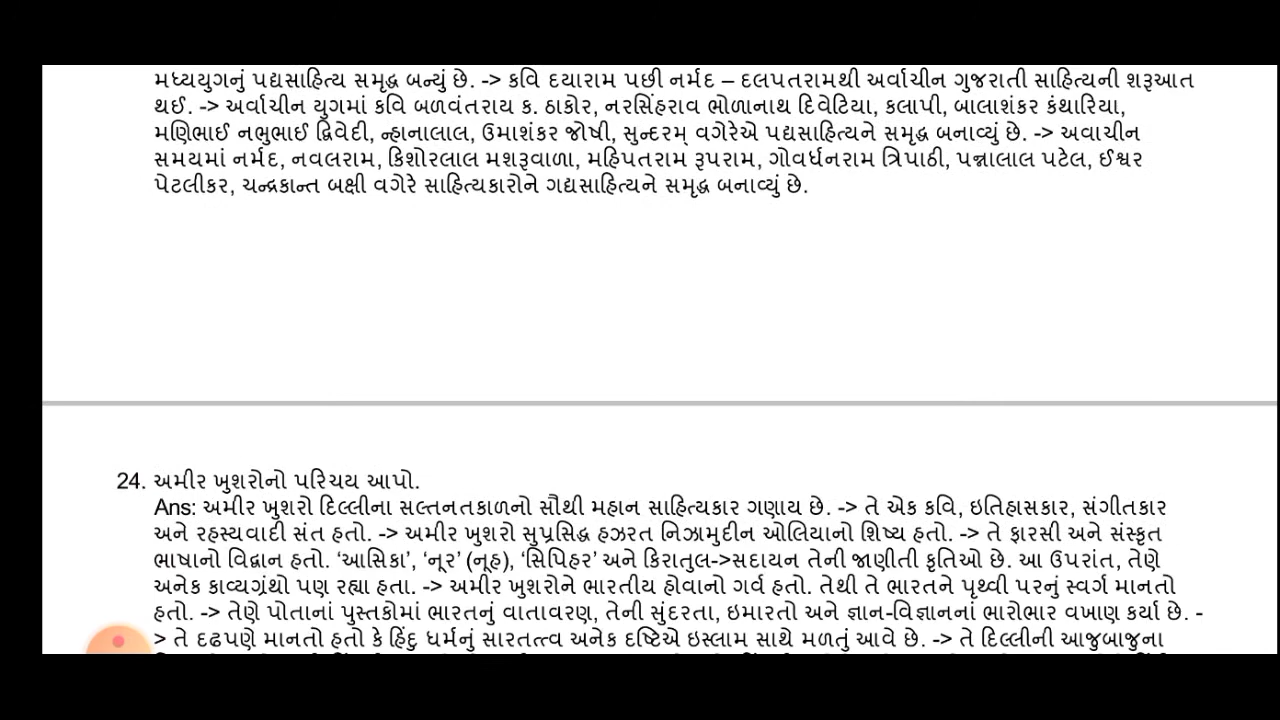 મધ્યયુગનું પદ્યસાહિત્ય સમૃદ્ધ બન્યું છે. -> કવિ દયારામ પછી નર્મદ – દલપતરામથી અર્વાચીન ગુજરાતી સાહિત્યની શરૂઆત
થઈ. -> અર્વાચીન યુગમાં કવિ બળવંતરાય ક. ઠાકોર, નરસિંહરાવ ભોળાનાથ દિવેટિયા, કલાપી, બાલાશંકર કંથારિયા,
મણિભાઈ નભુભાઈ દ્વિવેદી, ન્હાનાલાલ, ઉમાશંકર જોષી, સુન્દરમ્ વગેરેએ પદ્યસાહિત્યને સમૃદ્ધ બનાવ્યું છે. -> અવાચીન
સમયમાં નર્મદ, નવલરામ, કિશોરલાલ મશરૂવાળા, મહિપતરામ રૂપરામ, ગોવર્ધનરામ ત્રિપાઠી, પન્નાલાલ પટેલ, ઈશ્વર
પેટલીકર, ચન્દ્રકાન્ત બક્ષી વગેરે સાહિત્યકારોને ગદ્યસાહિત્યને સમૃદ્ધ બનાવ્યું છે.
24. અમીર ખુશરોનો પરિચય આપો.
Ans: અમીર ખુશરો દિલ્લીના સલ્તનતકાળનો સૌથી મહાન સાહિત્યકાર ગણાય છે. -> તે એક કવિ, ઇતિહાસકાર, સંગીતકાર
અને રહસ્યવાદી સંત હતો. -> અમીર ખુશરો સુપ્રસિદ્ધ હઝરત નિઝામુદીન ઓલિયાનો શિષ્ય હતો. -> તે ફારસી અને સંસ્કૃત
ભાષાનો વિદ્વાન હતો. ‘આસિકા’, ‘નૂર’ (નૂહ), ‘સિપિહર’ અને કિરાતુલ->સદાયન તેની જાણીતી કૃતિઓ છે. આ ઉપરાંત, તેણે
અનેક કાવ્યગ્રંથો પણ રહ્યા હતા. -> અમીર ખુશરોને ભારતીય હોવાનો ગર્વ હતો. તેથી તે ભારતને પૃથ્વી પરનું સ્વર્ગ માનતો
હતો. -> તેણે પોતાનાં પુસ્તકોમાં ભારતનું વાતાવરણ, તેની સુંદરતા, ઇમારતો અને જ્ઞાન-વિજ્ઞાનનાં ભારોભાર વખાણ કર્યા છે. -
> તે દઢપણે માનતો હતો કે હિંદુ ધર્મનું સારતત્ત્વ અનેક દષ્ટિએ ઇસ્લામ સાથે મળતું આવે છે. -> તે દિલ્લીની આજુબાજુના